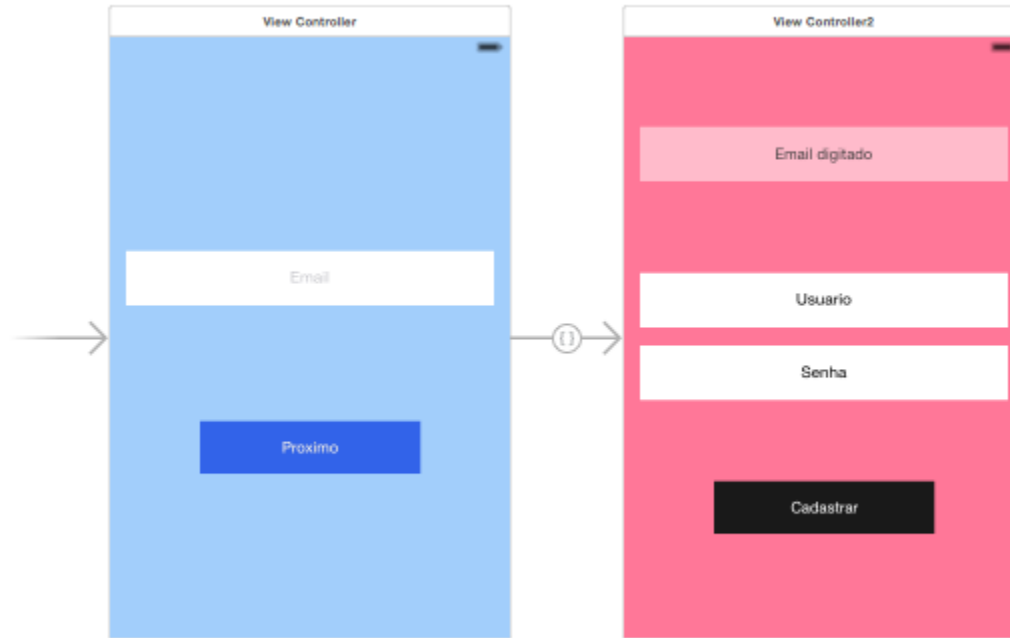 View Controller
Email
Proximo
{ }
View Controller2
Email digitado
Usuario
Senha
Cadastrar